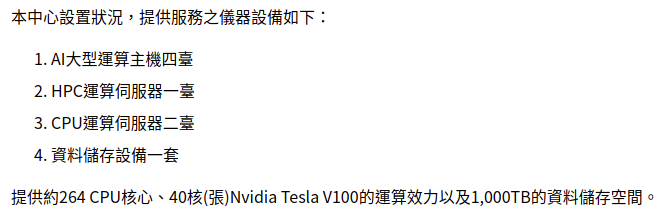 本中心設置狀況，提供服務之儀器設備如下：
1. AI大型運算主機四臺
2. HPC運算伺服器一臺
3. CPU運算伺服器二臺
4. 資料儲存設備一套
提供約264 CPU核心、40核(張)Nvidia Tesla V100的運算效力以及1,000TB的資料儲存空間。